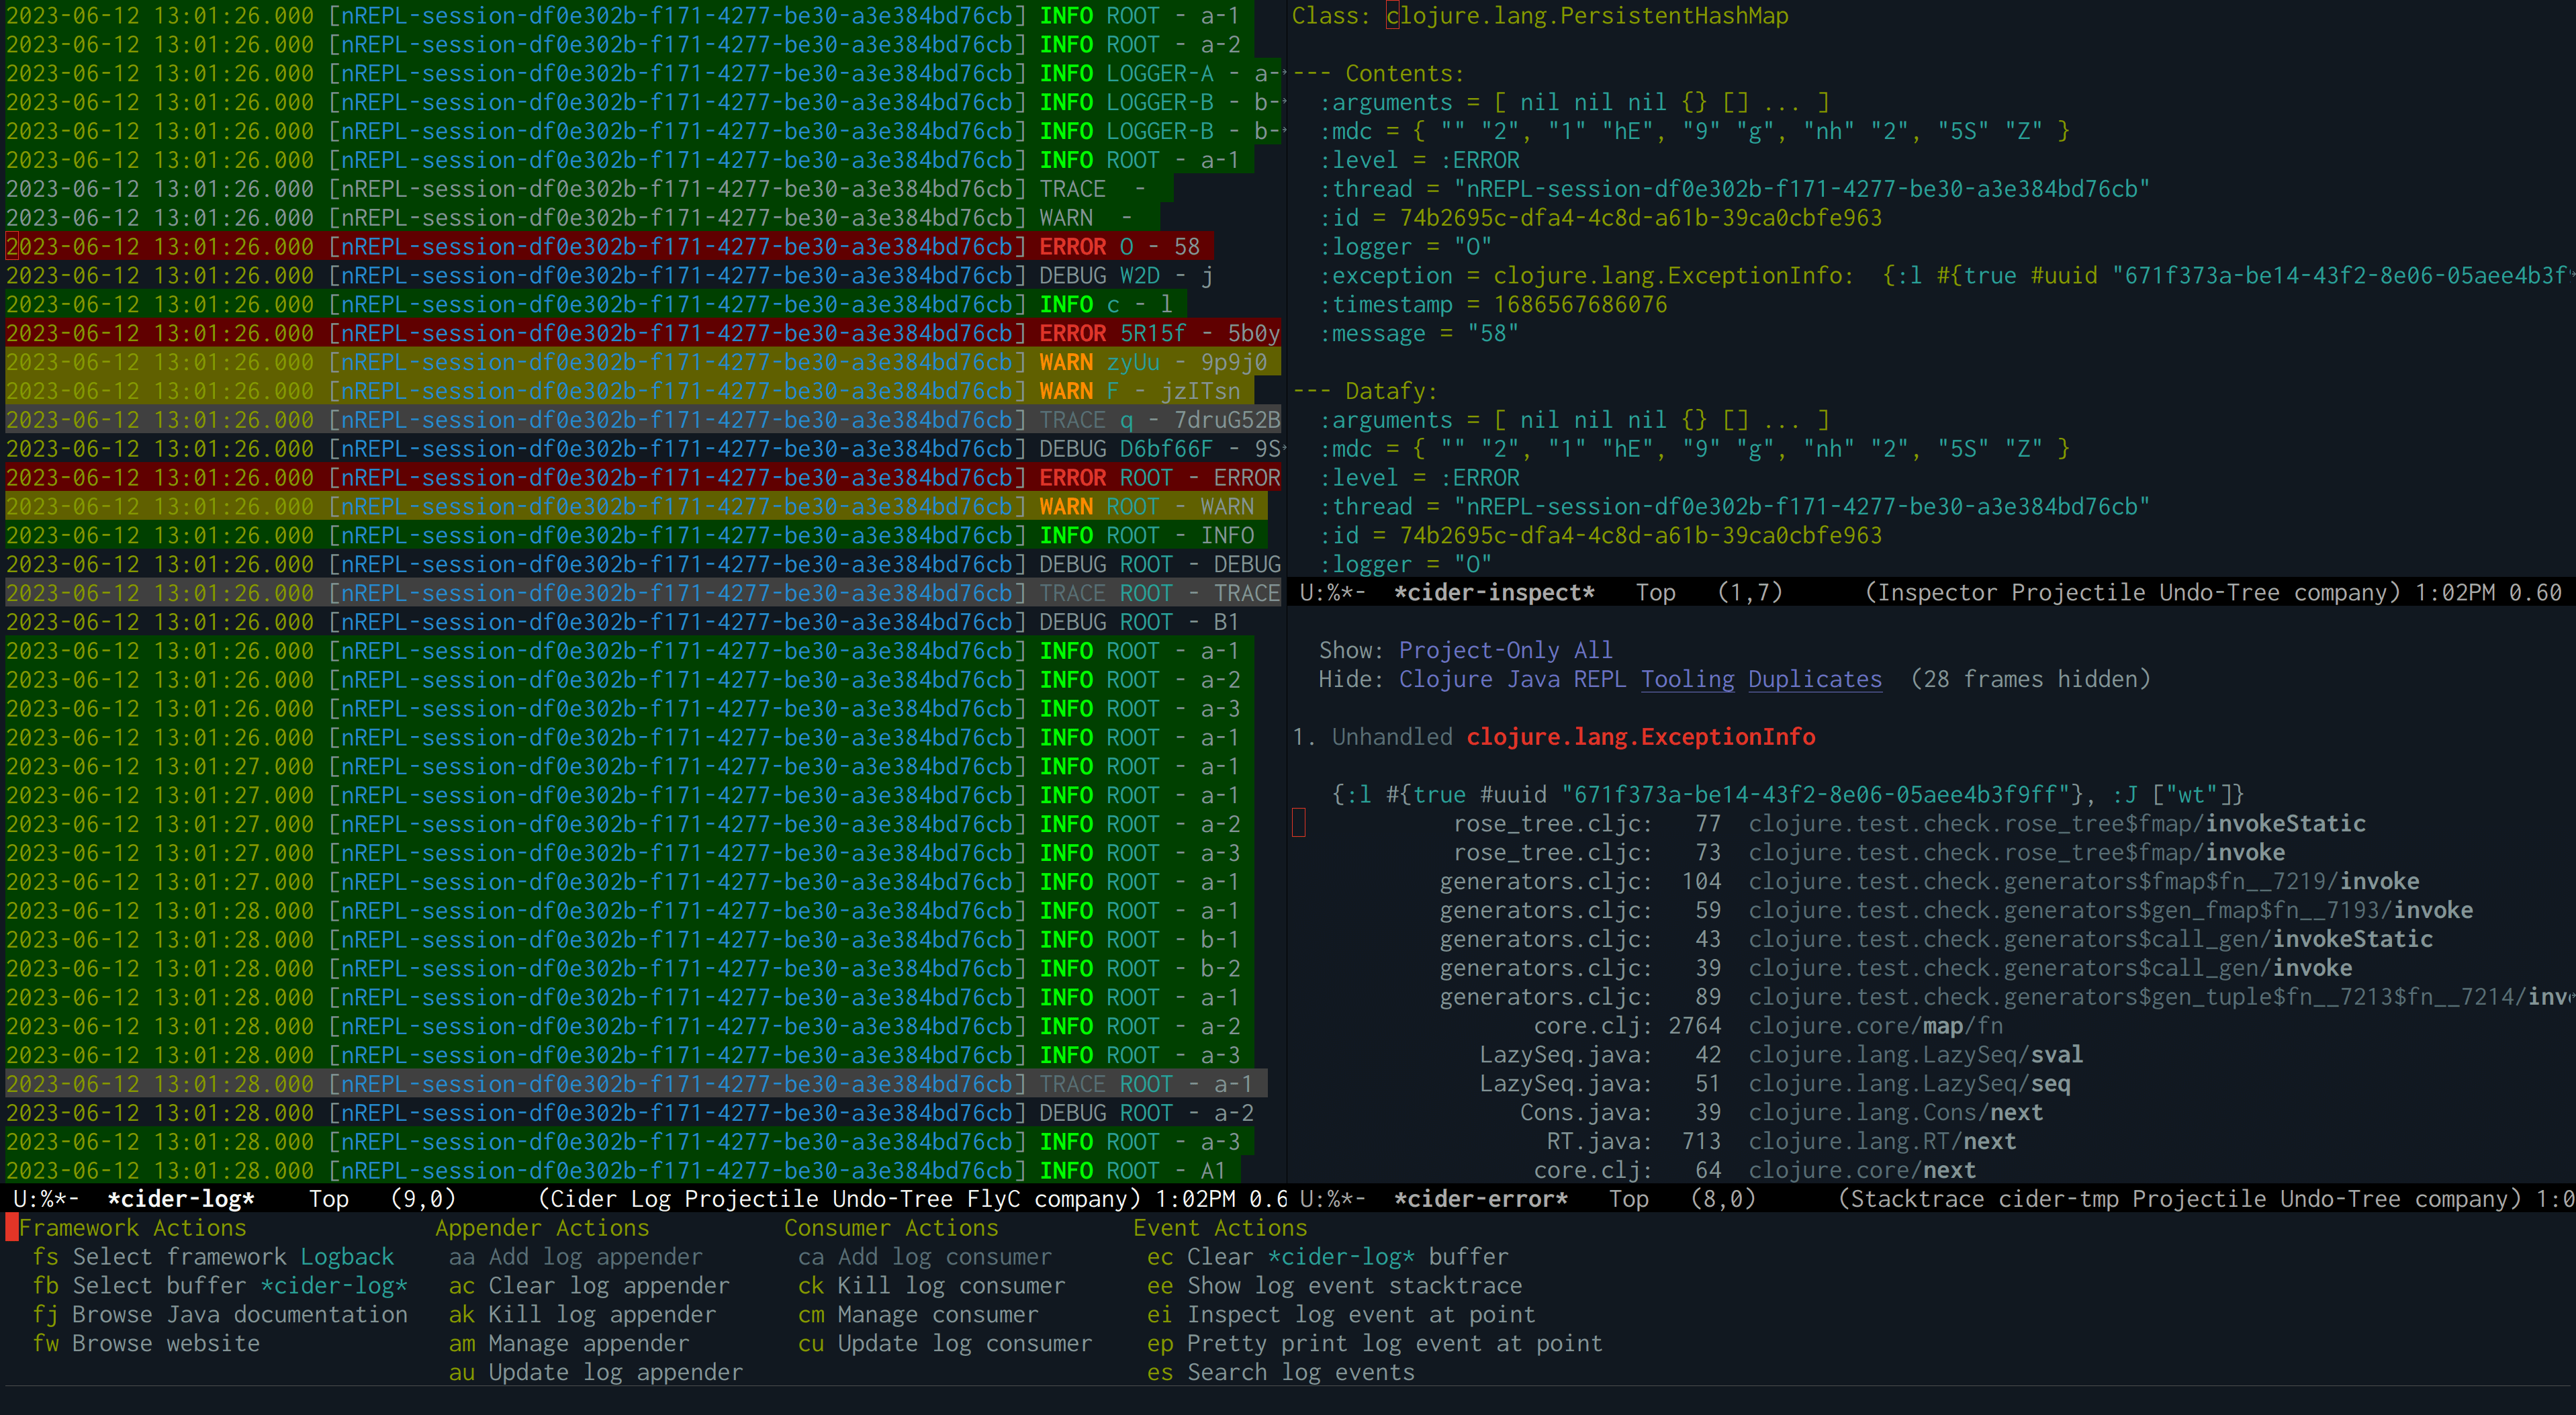 2023-06-12 13:01:26.000 [nREPL-session-df0e302b-f171-4277-be30-a3e384bd76cb] INFO ROOT - a-1
2023-06-12 13:01:26.000 [nREPL-session-df0e302b-f171-4277-be30-a3e384bd76cb] INFO ROOT - a-2
2023-06-12 13:01:26.000 [nREPL-session-df0e302b-f171-4277-be30-a3e384bd76cb] INFO LOGGER-A - a-
2023-06-12 13:01:26.000 [nREPL-session-df0e302b-f171-4277-be30-a3e384bd76cb] INFO LOGGER-B - b-
2023-06-12 13:01:26.000 [nREPL-session-df0e302b-f171-4277-be30-a3e384bd76cb] INFO LOGGER-B - b-
2023-06-12 13:01:26.000 [nREPL-session-df0e302b-f171-4277-be30-a3e384bd76cb] INFO ROOT - a-1
2023-06-12 13:01:26.000 [nREPL-session-df0e302b-f171-4277-be30-a3e384bd76cb] TRACE  -
2023-06-12 13:01:26.000 [nREPL-session-df0e302b-f171-4277-be30-a3e384bd76cb] WARN  -
2023-06-12 13:01:26.000 [nREPL-session-df0e302b-f171-4277-be30-a3e384bd76cb] ERROR O - 58
2023-06-12 13:01:26.000 [nREPL-session-df0e302b-f171-4277-be30-a3e384bd76cb] DEBUG W2D - j
2023-06-12 13:01:26.000 [nREPL-session-df0e302b-f171-4277-be30-a3e384bd76cb] INFO c - l
2023-06-12 13:01:26.000 [nREPL-session-df0e302b-f171-4277-be30-a3e384bd76cb] ERROR 5R15f - 5b0y
2023-06-12 13:01:26.000 [nREPL-session-df0e302b-f171-4277-be30-a3e384bd76cb] WARN zyUu - 9p9j0
2023-06-12 13:01:26.000 [nREPL-session-df0e302b-f171-4277-be30-a3e384bd76cb] WARN F - jzITsn
2023-06-12 13:01:26.000 [nREPL-session-df0e302b-f171-4277-be30-a3e384bd76cb] TRACE q - 7druG52B
2023-06-12 13:01:26.000 [nREPL-session-df0e302b-f171-4277-be30-a3e384bd76cb] DEBUG D6bf66F - 9S
2023-06-12 13:01:26.000 [nREPL-session-df0e302b-f171-4277-be30-a3e384bd76cb] ERROR ROOT - ERROR
2023-06-12 13:01:26.000 [nREPL-session-df0e302b-f171-4277-be30-a3e384bd76cb] WARN ROOT - WARN
2023-06-12 13:01:26.000 [nREPL-session-df0e302b-f171-4277-be30-a3e384bd76cb] INFO ROOT - INFO
2023-06-12 13:01:26.000 [nREPL-session-df0e302b-f171-4277-be30-a3e384bd76cb] DEBUG ROOT - DEBUG
2023-06-12 13:01:26.000 [nREPL-session-df0e302b-f171-4277-be30-a3e384bd76cb] TRACE ROOT - TRACE
2023-06-12 13:01:26.000 [nREPL-session-df0e302b-f171-4277-be30-a3e384bd76cb] DEBUG ROOT - B1
2023-06-12 13:01:26.000 [nREPL-session-df0e302b-f171-4277-be30-a3e384bd76cb] INFO ROOT - a-1
2023-06-12 13:01:26.000 [nREPL-session-df0e302b-f171-4277-be30-a3e384bd76cb] INFO ROOT - a-2
2023-06-12 13:01:26.000 [nREPL-session-df0e302b-f171-4277-be30-a3e384bd76cb] INFO ROOT - a-3
2023-06-12 13:01:26.000 [nREPL-session-df0e302b-f171-4277-be30-a3e384bd76cb] INFO ROOT - a-1
2023-06-12 13:01:27.000 [nREPL-session-df0e302b-f171-4277-be30-a3e384bd76cb] INFO ROOT - a-1
2023-06-12 13:01:27.000 [nREPL-session-df0e302b-f171-4277-be30-a3e384bd76cb] INFO ROOT - a-1
2023-06-12 13:01:27.000 [nREPL-session-df0e302b-f171-4277-be30-a3e384bd76cb] INFO ROOT - a-2
2023-06-12 13:01:27.000 [nREPL-session-df0e302b-f171-4277-be30-a3e384bd76cb] INFO ROOT - a-3
2023-06-12 13:01:27.000 [nREPL-session-df0e302b-f171-4277-be30-a3e384bd76cb] INFO ROOT - a-1
2023-06-12 13:01:28.000 [nREPL-session-df0e302b-f171-4277-be30-a3e384bd76cb] INFO ROOT - a-1
2023-06-12 13:01:28.000 [nREPL-session-df0e302b-f171-4277-be30-a3e384bd76cb] INFO ROOT - b-1
2023-06-12 13:01:28.000 [nREPL-session-df0e302b-f171-4277-be30-a3e384bd76cb] INFO ROOT - b-2
2023-06-12 13:01:28.000 [nREPL-session-df0e302b-f171-4277-be30-a3e384bd76cb] INFO ROOT - a-1
2023-06-12 13:01:28.000 [nREPL-session-df0e302b-f171-4277-be30-a3e384bd76cb] INFO ROOT - a-2
2023-06-12 13:01:28.000 [nREPL-session-df0e302b-f171-4277-be30-a3e384bd76cb] INFO ROOT - a-3
2023-06-12 13:01:28.000 [nREPL-session-df0e302b-f171-4277-be30-a3e384bd76cb] TRACE ROOT - a-1
2023-06-12 13:01:28.000 [nREPL-session-df0e302b-f171-4277-be30-a3e384bd76cb] DEBUG ROOT - a-2
2023-06-12 13:01:28.000 [nREPL-session-df0e302b-f171-4277-be30-a3e384bd76cb] INFO ROOT - a-3
2023-06-12 13:01:28.000 [nREPL-session-df0e302b-f171-4277-be30-a3e384bd76cb] INFO ROOT - A1
U:%*-  *cider-log*    Top   (9,0)      (Cider Log Projectile Undo-Tree FlyC company) 1:02PM 0.6
Class: clojure.lang.PersistentHashMap
--- Contents:
:arguments = [ nil nil nil {} [] ... ]
:mdc = { "" "2", "1" "hE", "9" "g", "nh" "2", "5S" "Z" }
:level = :ERROR
:thread = "nREPL-session-df0e302b-f171-4277-be30-a3e384bd76cb"
:id = 74b2695c-dfa4-4c8d-a61b-39ca0cbfe963
:logger = "O"
:exception = clojure.lang.ExceptionInfo:  {:l #{true #uuid "671f373a-be14-43f2-8e06-05aee4b3f
:timestamp = 1686567686076
:message = "58"
--- Datafy:
:arguments = [ nil nil nil {} [] ... ]
:mdc = { "" "2", "1" "hE", "9" "g", "nh" "2", "5S" "Z" }
:level = :ERROR
:thread = "nREPL-session-df0e302b-f171-4277-be30-a3e384bd76cb"
:id = 74b2695c-dfa4-4c8d-a61b-39ca0cbfe963
:logger = "O"
U:%*-  *cider-inspect*   Top   (1,7)      (Inspector Projectile Undo-Tree company) 1:02PM 0.60
Show: Project-Only All
Hide: Clojure Java REPL Tooling Duplicates  (28 frames hidden)
1. Unhandled clojure.lang.ExceptionInfo
{:l #{true #uuid "671f373a-be14-43f2-8e06-05aee4b3f9ff"}, :J ["wt"]}
rose_tree.cljc:   77  clojure.test.check.rose_tree$fmap/invokeStatic
rose_tree.cljc:   73  clojure.test.check.rose_tree$fmap/invoke
generators.cljc:  104  clojure.test.check.generators$fmap$fn__7219/invoke
generators.cljc:   59  clojure.test.check.generators$gen_fmap$fn__7193/invoke
generators.cljc:   43  clojure.test.check.generators$call_gen/invokeStatic
generators.cljc:   39  clojure.test.check.generators$call_gen/invoke
generators.cljc:   89  clojure.test.check.generators$gen_tuple$fn__7213$fn__7214/inv
core.clj: 2764  clojure.core/map/fn
LazySeq.java:   42  clojure.lang.LazySeq/sval
LazySeq.java:   51  clojure.lang.LazySeq/seq
Cons.java:   39  clojure.lang.Cons/next
RT.java:  713  clojure.lang.RT/next
core.clj:   64  clojure.core/next
U:%*-  *cider-error*   Top   (8,0)      (Stacktrace cider-tmp Projectile Undo-Tree company) 1:0
Framework Actions
fs Select framework Logback
fb Select buffer *cider-log*
fj Browse Java documentation
fw Browse website
Appender Actions
aa Add log appender
ac Clear log appender
ak Kill log appender
am Manage appender
au Update log appender
Consumer Actions
ca Add log consumer
ck Kill log consumer
cm Manage consumer
cu Update log consumer
Event Actions
ec Clear *cider-log* buffer
ee Show log event stacktrace
ei Inspect log event at point
ep Pretty print log event at point
es Search log events